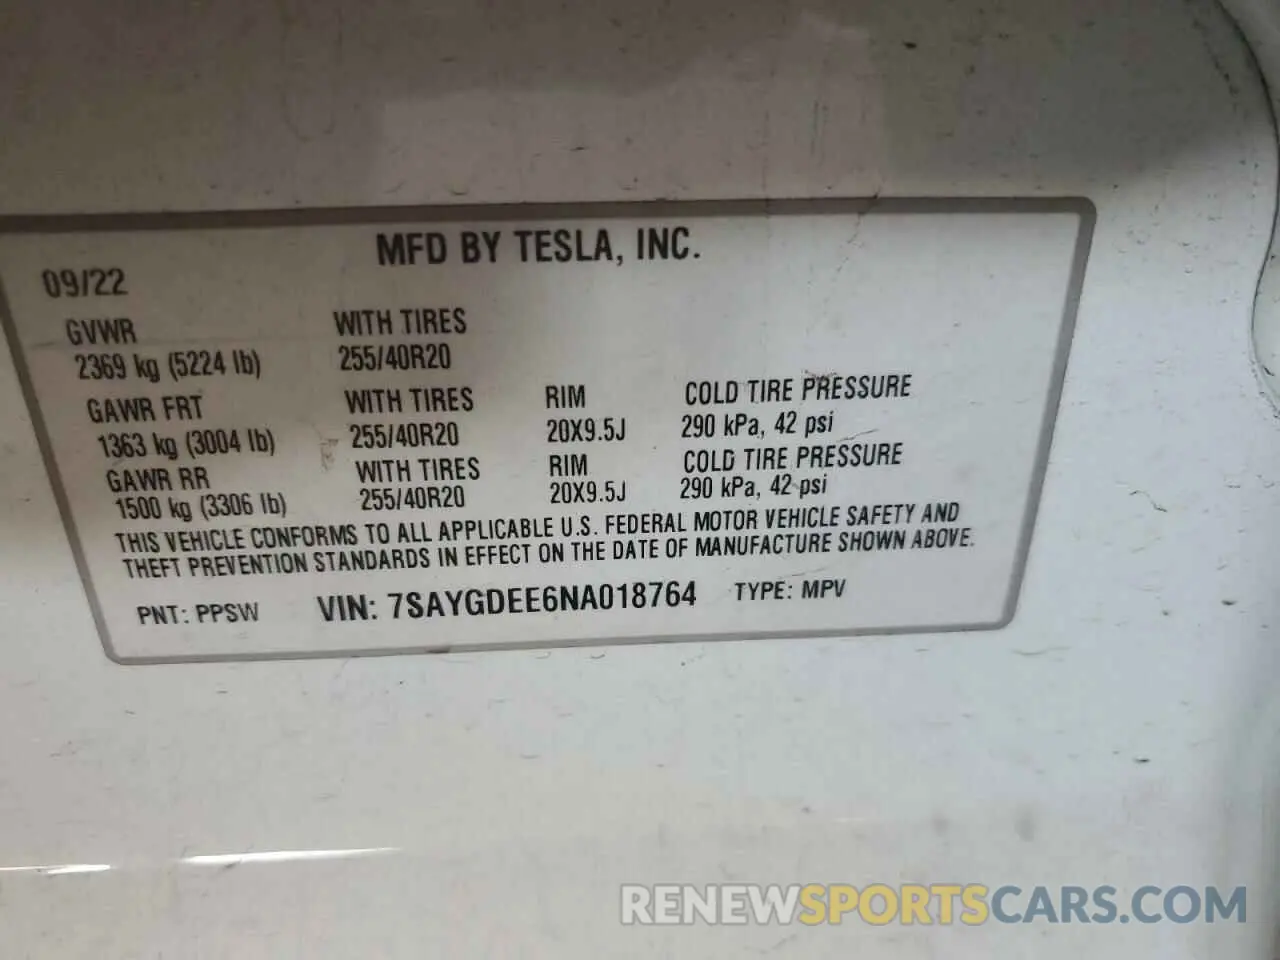 MFD BY TESLA, INC.
09/22
GVWR WITH TIRES
2369 kg (5224 lb) 255/40R20
GAWR FRT WITH TIRES RIM COLD TIRE PRESSURE
1363 kg (3004 lb) 255/40R20 20X9.5J 290 kPa, 42 psi
GAWR RR WITH TIRES RIM COLD TIRE PRESSURE
1500 kg (3306 lb) 255/40R20 20X9.5J 290 kPa, 42 psi
THIS VEHICLE CONFORMS TO ALL APPLICABLE U.S. FEDERAL MOTOR VEHICLE SAFETY AND
THEFT PREVENTION STANDARDS IN EFFECT ON THE DATE OF MANUFACTURE SHOWN ABOVE.
PNT: PPSW VIN: 7SAYGDEE6NA018764 TYPE: MPV
RENEWSPORTSCARS.COM